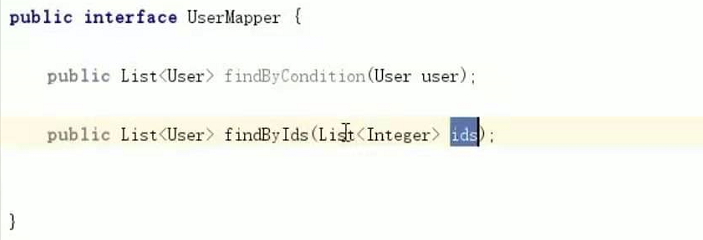 public interface UserMapper {
public List<User> findByCondition(User user);
public List<User> findByIds(List<Integer> ids);
}